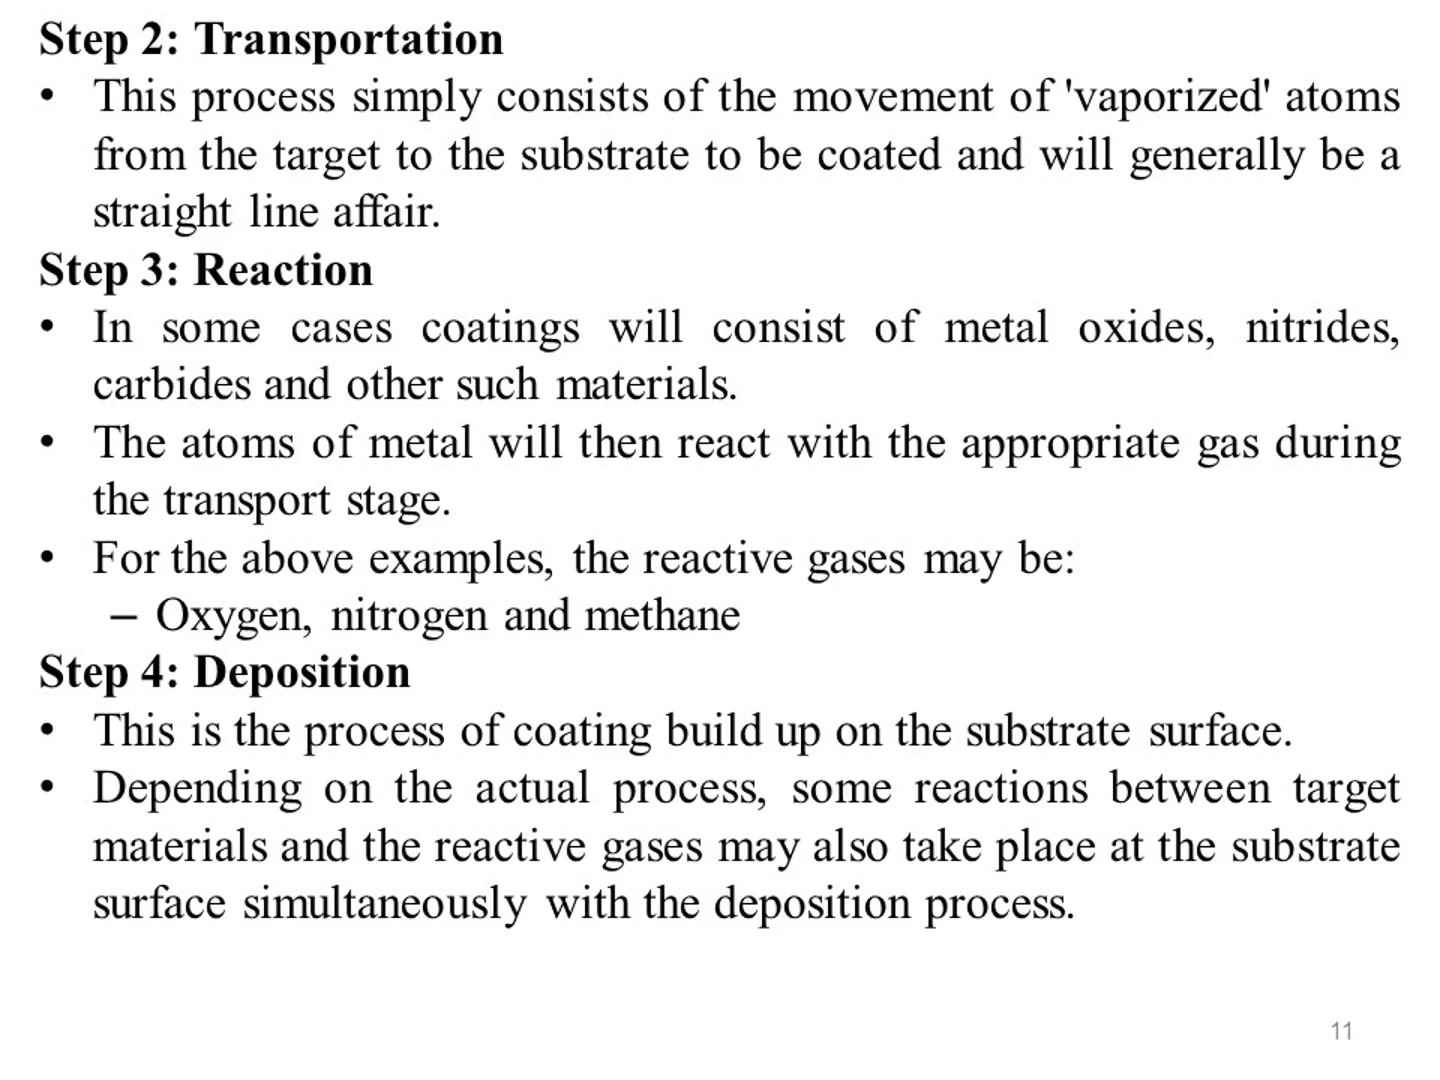 Step 2: Transportation
• This process simply consists of the movement of 'vaporized' atoms
from the target to the substrate to be coated and will generally be a
straight line affair.
Step 3: Reaction
• In some cases coatings will consist of metal oxides, nitrides,
carbides and other such materials.
• The atoms of metal will then react with the appropriate gas during
the transport stage.
• For the above examples, the reactive gases may be:
– Oxygen, nitrogen and methane
Step 4: Deposition
• This is the process of coating build up on the substrate surface.
• Depending on the actual process, some reactions between target
materials and the reactive gases may also take place at the substrate
surface simultaneously with the deposition process.
11